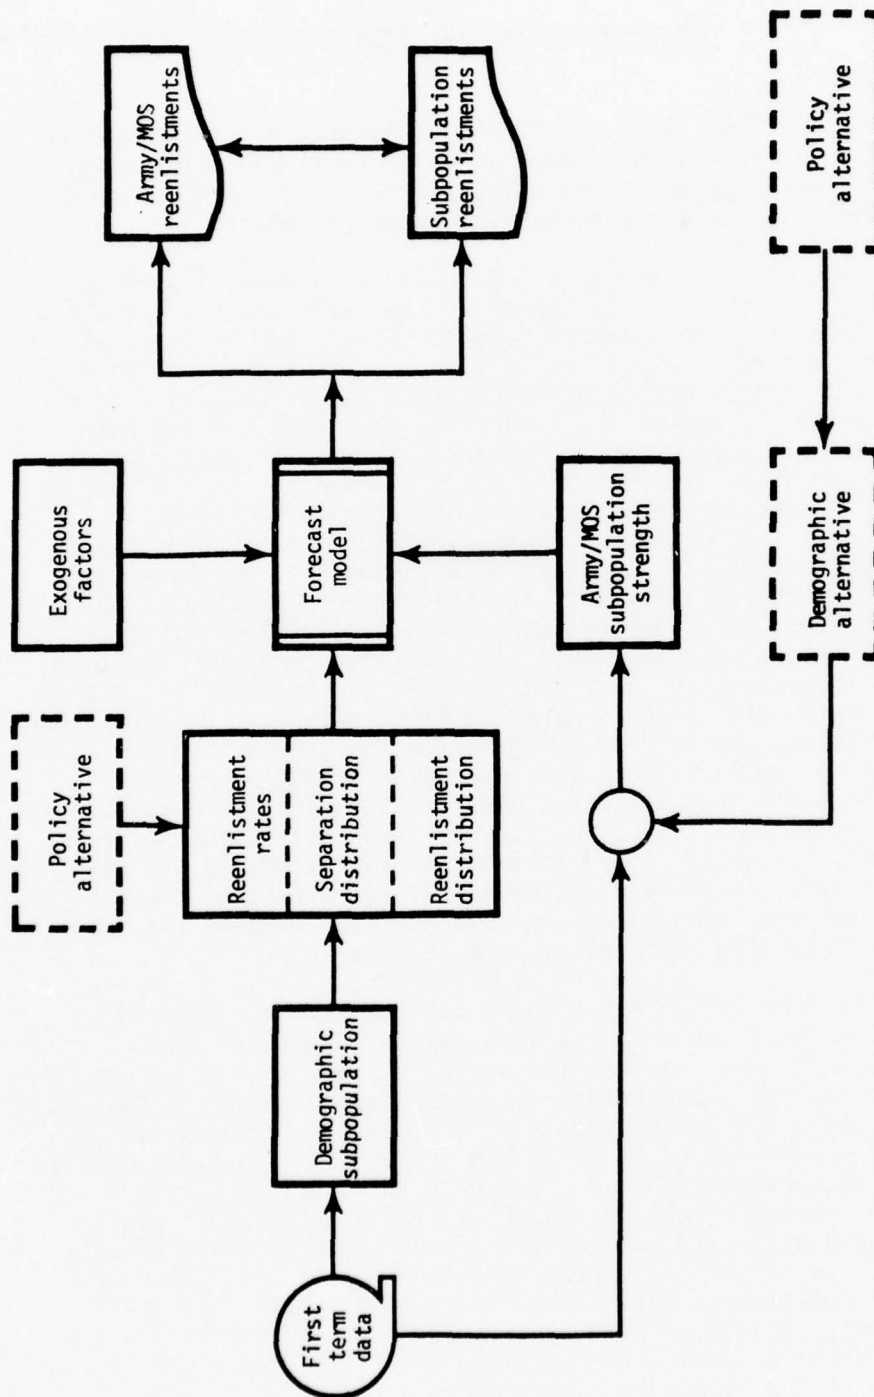 Policy
alternative
Exogenous
factors
Army/MOS
reenlistments
First
term
data
Demographic
subpopulation
Reenlistment
rates
Separation
distribution
Reenlistment
distribution
Forecast
model
Subpopulation
reenlistments
Army/MOS
subpopulation
strength
Demographic
alternative
Policy
alternative